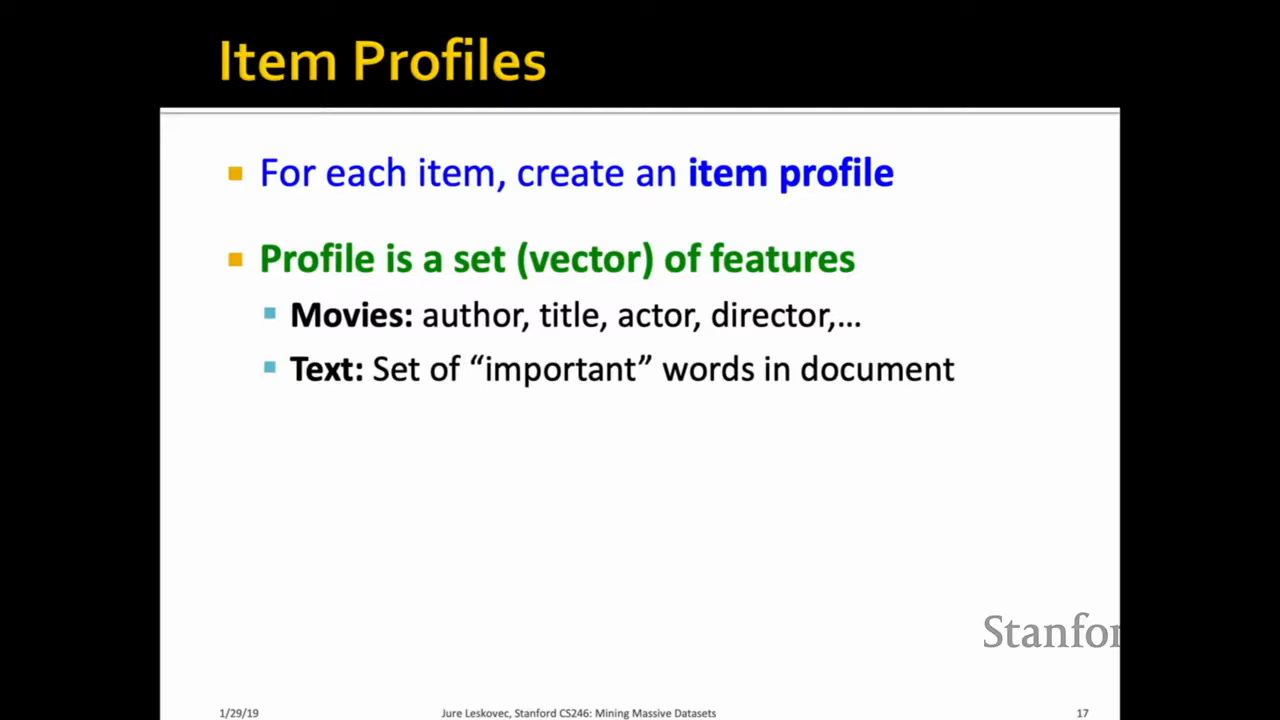 Item Profiles
For each item, create an item profile
Profile is a set (vector) of features
Movies: author, title, actor, director,...
Text: Set of “important” words in document
Stanfor
1/29/19
Jure Leskovec, Stanford CS246: Mining Massive Datasets
17